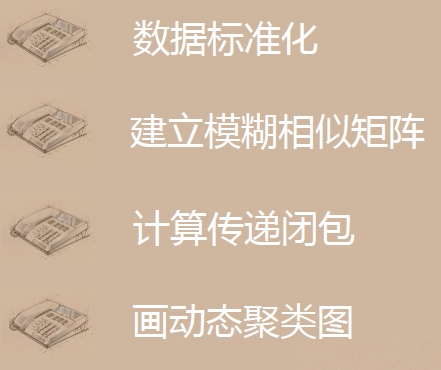 数据标准化
建立模糊相似矩阵
计算传递闭包
画动态聚类图